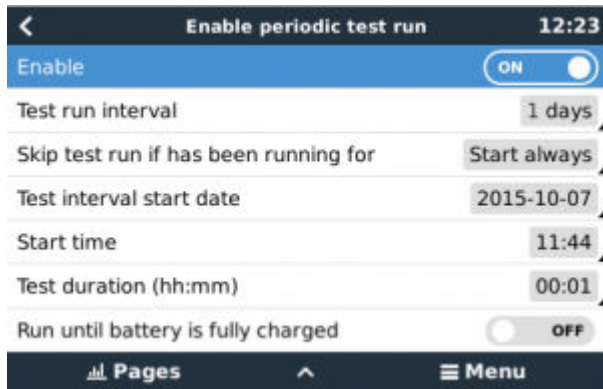 Enable periodic test run 12:23
Enable ON
Test run interval 1 days
Skip test run if has been running for Start always
Test interval start date 2015-10-07
Start time 11:44
Test duration (hh:mm) 00:01
Run until battery is fully charged OFF
Pages Menu